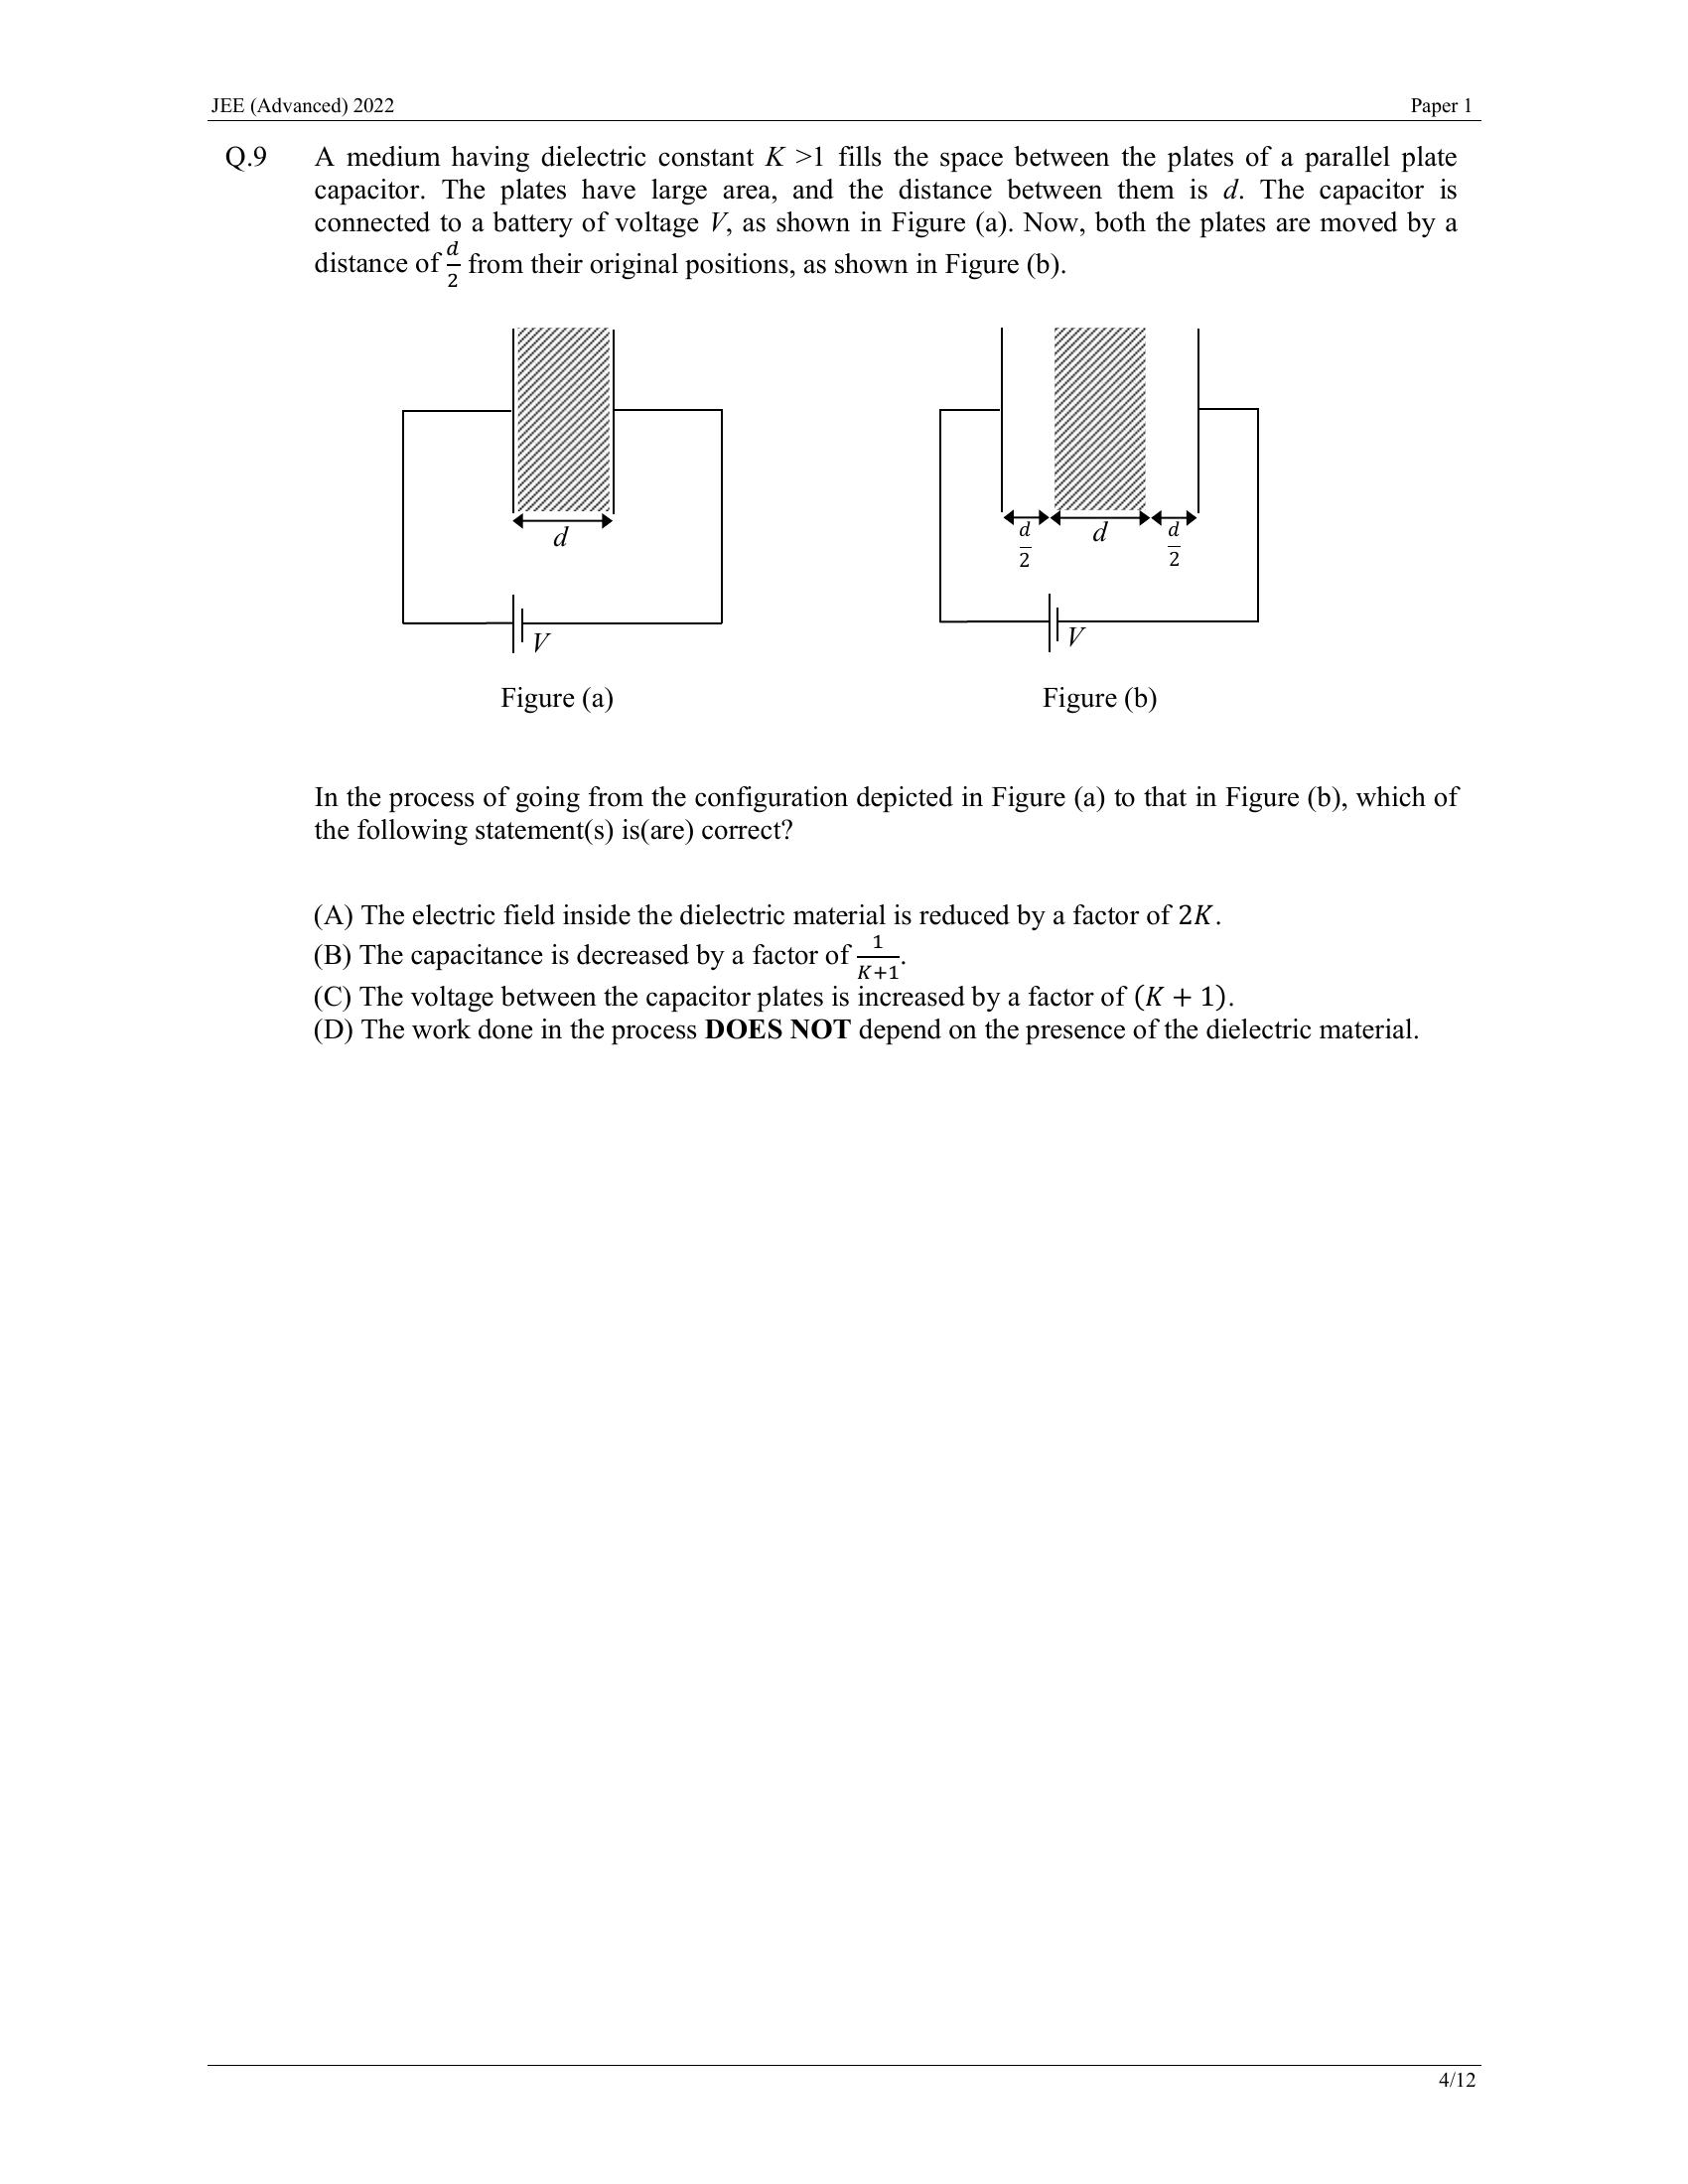 JEE (Advanced) 2022 Paper 1
Q.9 A medium having dielectric constant K >1 fills the space between the plates of a parallel plate
capacitor. The plates have large area, and the distance between them is d. The capacitor is
connected to a battery of voltage V, as shown in Figure (a). Now, both the plates are moved by a
distance of d/2 from their original positions, as shown in Figure (b).
d
V
Figure (a)
d/2 d d/2
V
Figure (b)
In the process of going from the configuration depicted in Figure (a) to that in Figure (b), which of
the following statement(s) is(are) correct?
(A) The electric field inside the dielectric material is reduced by a factor of 2K.
(B) The capacitance is decreased by a factor of 1/(K+1).
(C) The voltage between the capacitor plates is increased by a factor of (K + 1).
(D) The work done in the process DOES NOT depend on the presence of the dielectric material.
4/12